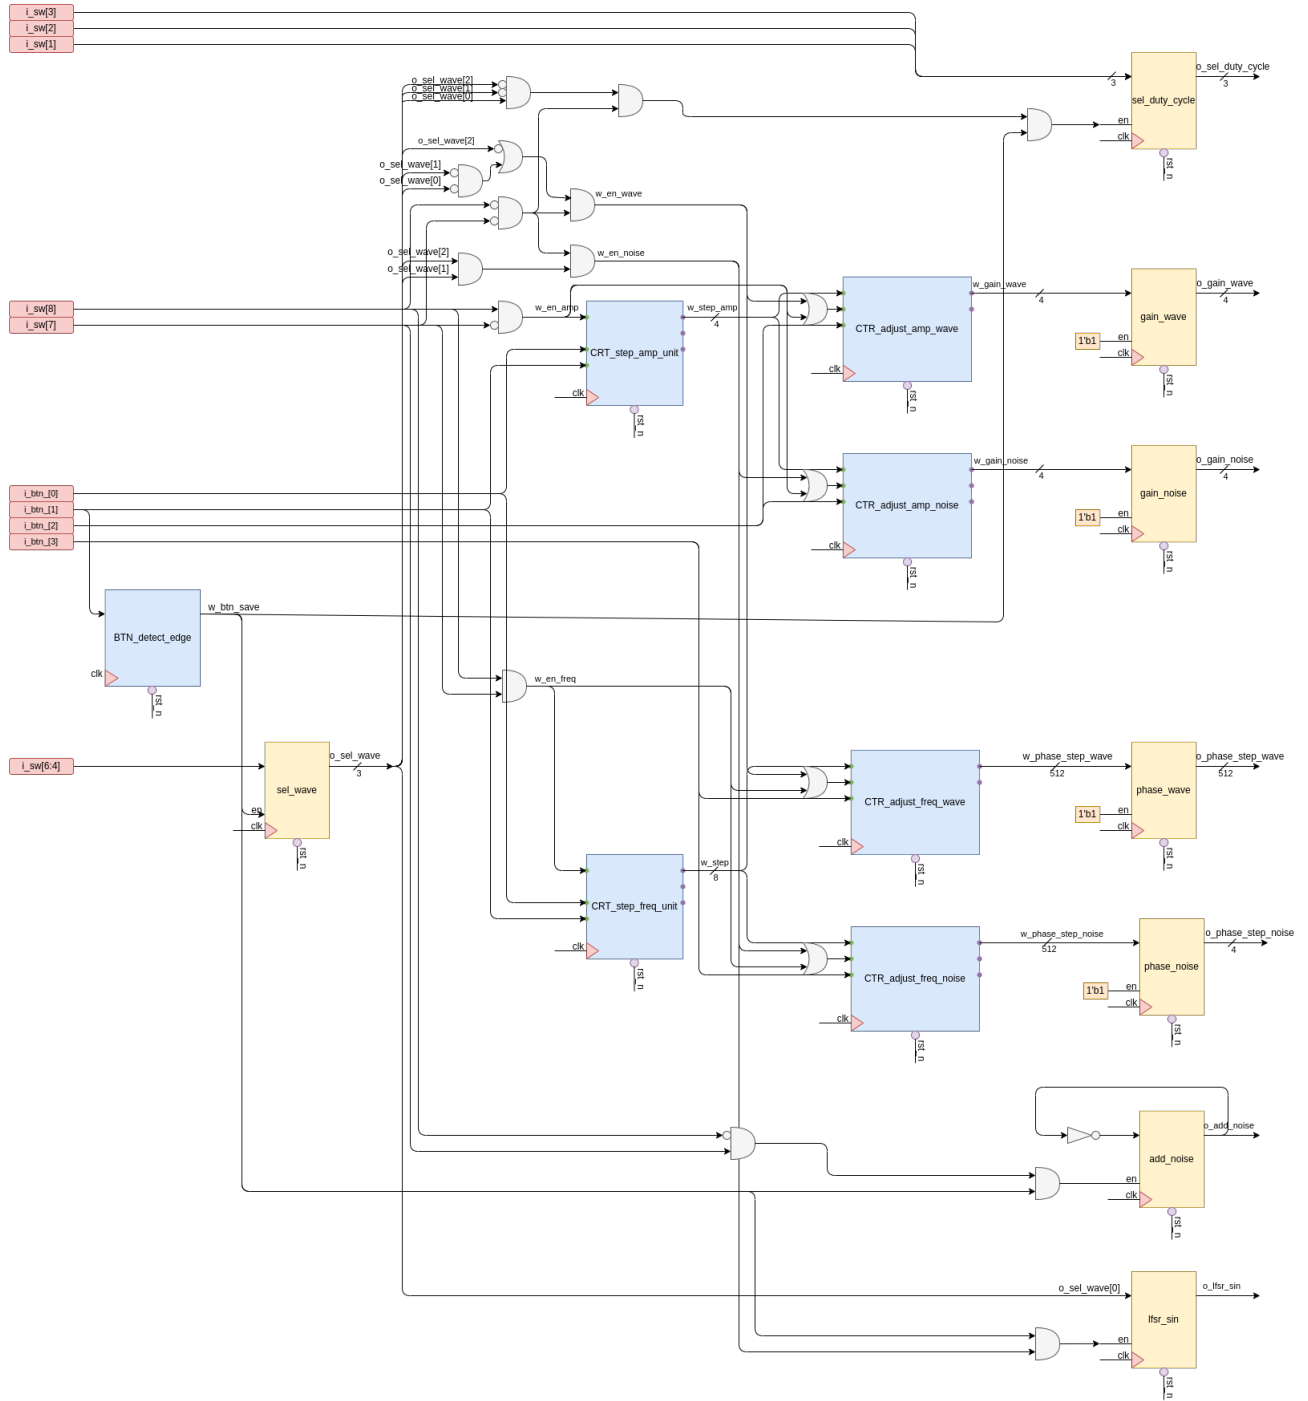 i_sw[3]
i_sw[2]
i_sw[1]
o_sel_duty_cycle
3
3
sel_duty_cycle
en
clk
rst_n
o_sel_wave[2]
o_sel_wave[1]
o_sel_wave[0]
o_sel_wave[2]
o_sel_wave[1]
o_sel_wave[0]
w_en_wave
o_sel_wave[2]
o_sel_wave[1]
w_en_noise
i_sw[8]
i_sw[7]
w_en_amp
CRT_step_amp_unit
clk
rst_n
w_step_amp
4
CTR_adjust_amp_wave
clk
rst_n
w_gain_wave
4
gain_wave
1'b1
en
clk
rst_n
o_gain_wave
4
CTR_adjust_amp_noise
clk
rst_n
w_gain_noise
4
gain_noise
1'b1
en
clk
rst_n
o_gain_noise
4
i_btn_[0]
i_btn_[1]
i_btn_[2]
i_btn_[3]
BTN_detect_edge
clk
rst_n
w_btn_save
w_en_freq
i_sw[6:4]
sel_wave
en
clk
rst_n
o_sel_wave
3
CTR_adjust_freq_wave
clk
rst_n
w_phase_step_wave
512
phase_wave
1'b1
en
clk
rst_n
o_phase_step_wave
512
CRT_step_freq_unit
clk
rst_n
w_step
8
CTR_adjust_freq_noise
clk
rst_n
w_phase_step_noise
512
phase_noise
1'b1
en
clk
rst_n
o_phase_step_noise
4
o_add_noise
add_noise
en
clk
rst_n
o_sel_wave[0]
o_lfsr_sin
lfsr_sin
en
clk
rst_n